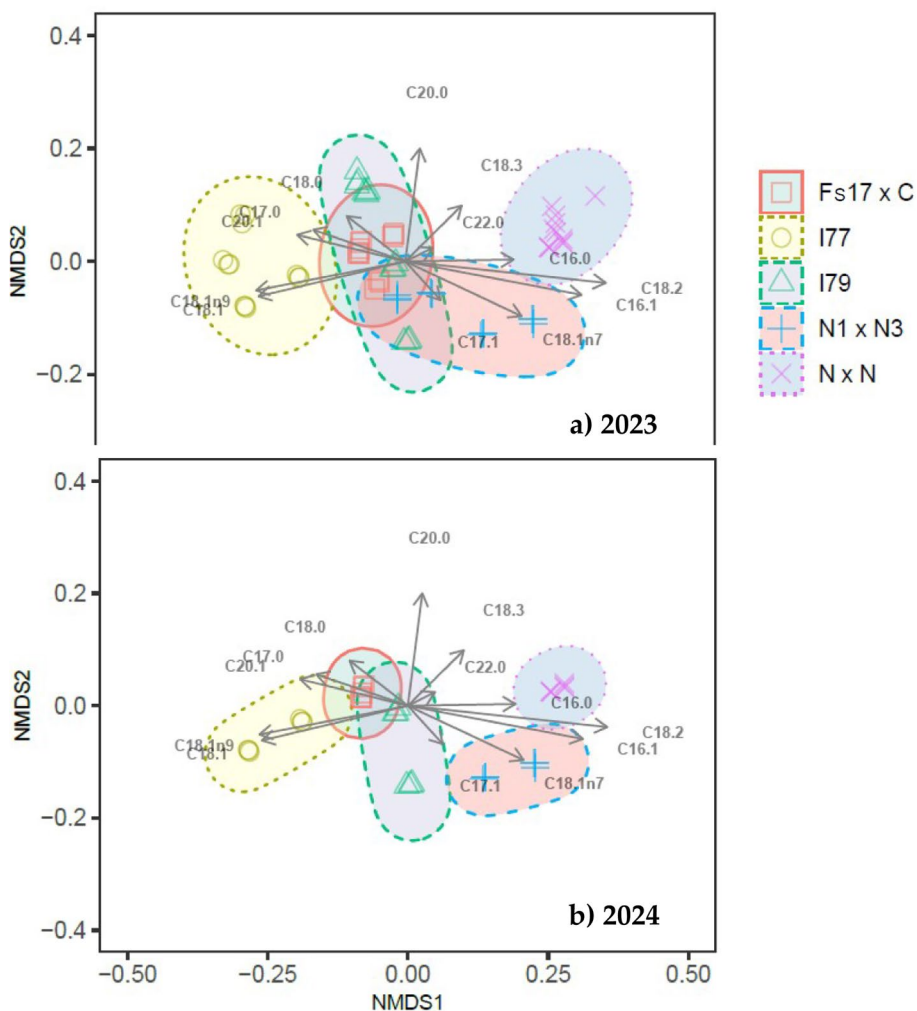 0.4
C20.0
0.2
C18.3
C18.0
C17.0
C22.0
C20.1
NMDS2
0.0
C16.0
C18.2
C18.1n9
C16.1
C18.1
C17.1
C18.1n7
−0.2
a) 2023
Fs17 x C
I77
I79
N1 x N3
N x N
0.4
C20.0
0.2
C18.3
C18.0
C17.0
C22.0
C20.1
NMDS2
0.0
C16.0
C18.2
C18.1n9
C16.1
C18.1
C17.1
C18.1n7
−0.2
b) 2024
−0.4
−0.50
−0.25
0.00
0.25
0.50
NMDS1